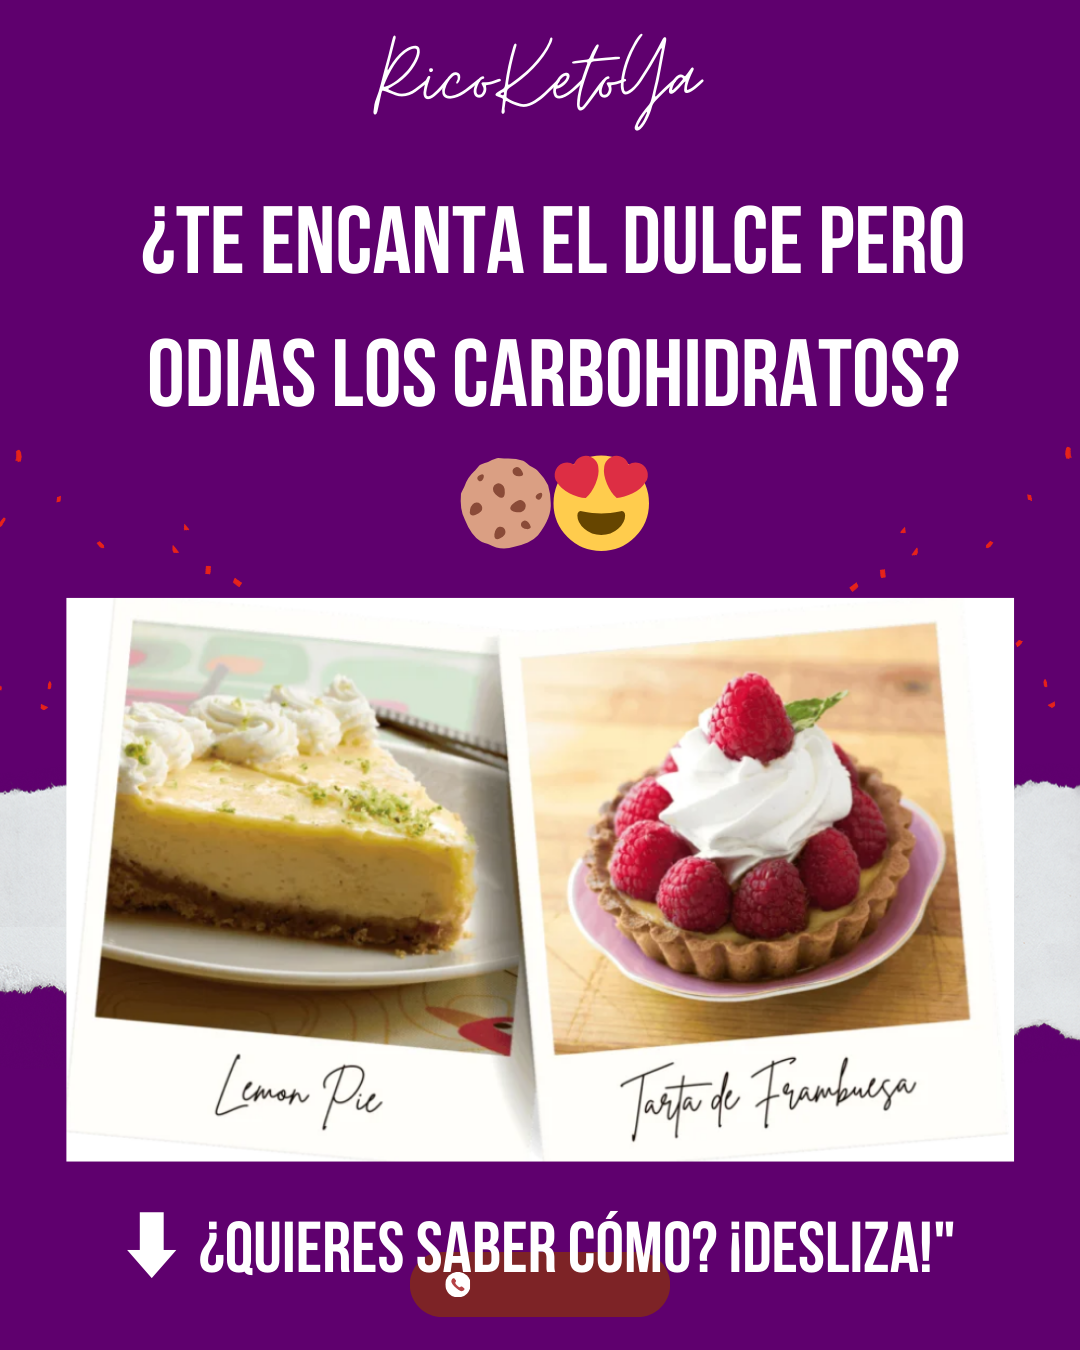 RicoKetoYa
¿TE ENCANTA EL DULCE PERO
ODIAS LOS CARBOHIDRATOS?
Lemon Pie
Tarta de Frambuesa
¿QUIERES SABER CÓMO? ¡DESLIZA!"